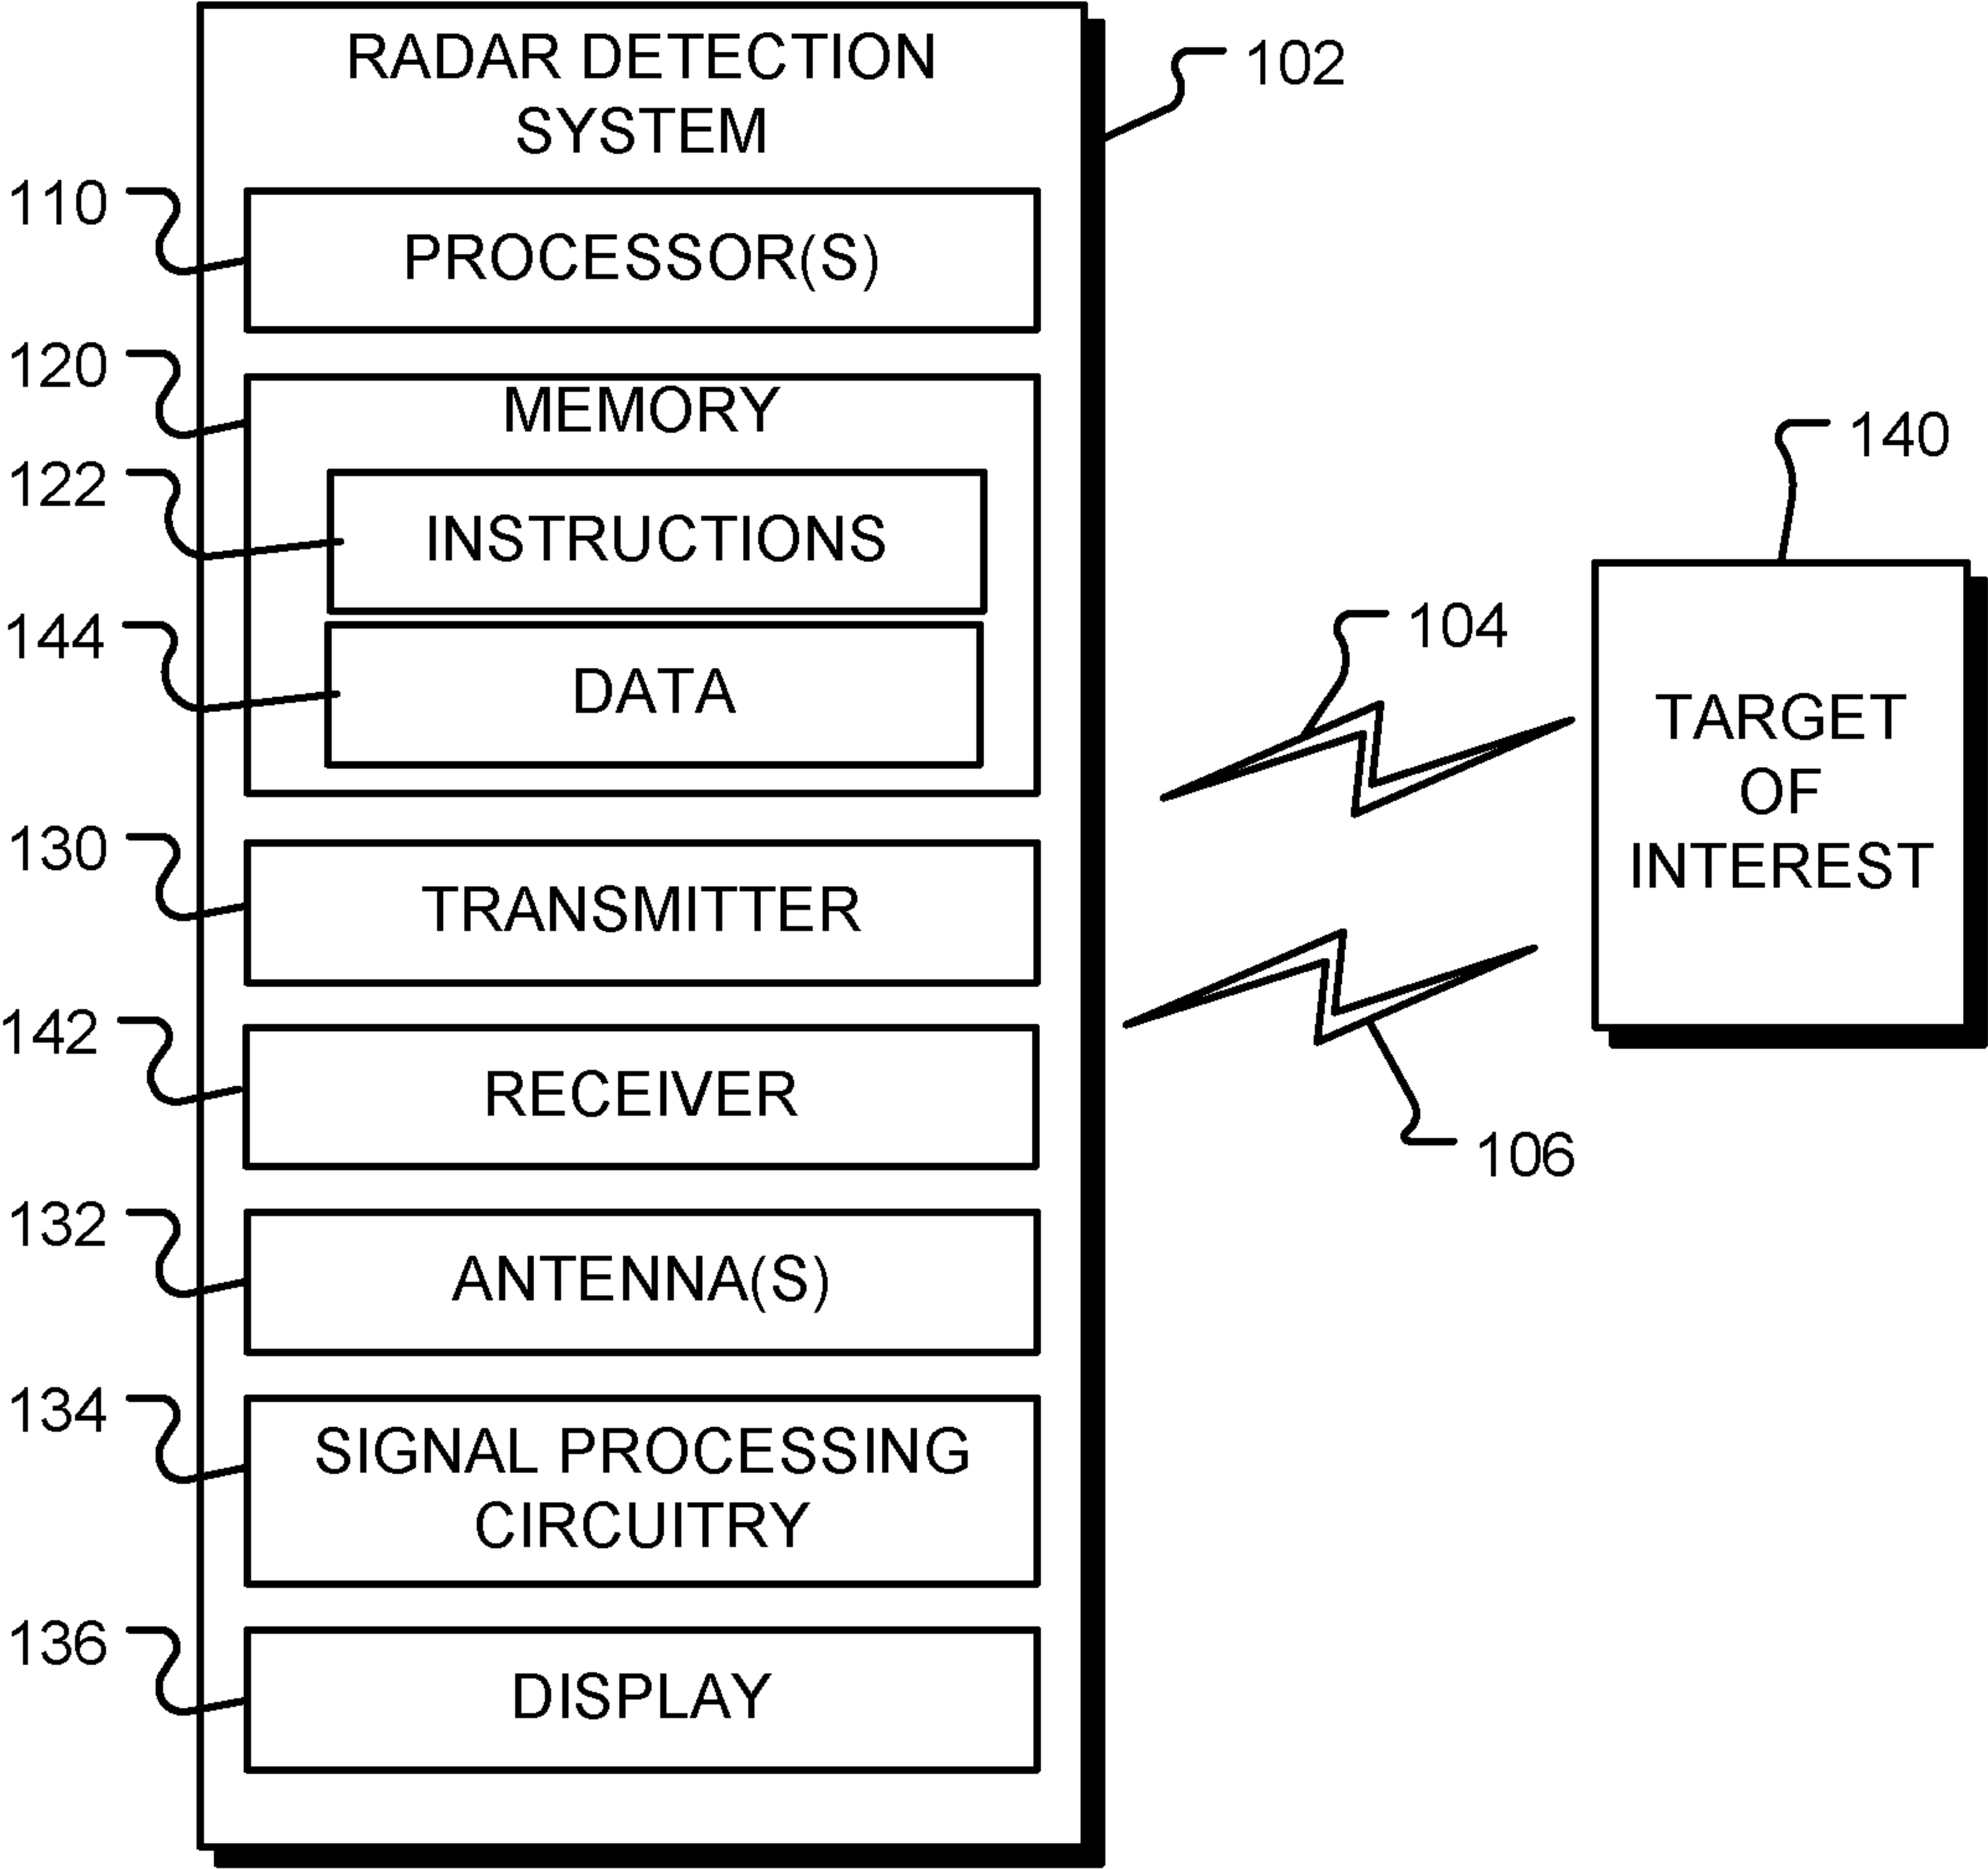 RADAR DETECTION
SYSTEM
102
110
PROCESSOR(S)
120
MEMORY
122
INSTRUCTIONS
144
DATA
130
TRANSMITTER
142
RECEIVER
132
ANTENNA(S)
134
SIGNAL PROCESSING
CIRCUITRY
136
DISPLAY
104
106
140
TARGET
OF
INTEREST